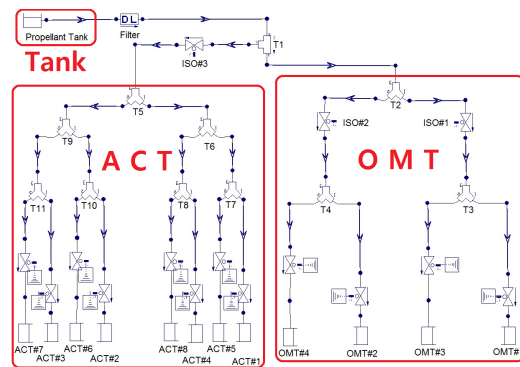 DL
Propellant Tank
Filter
T1
Tank
ISO#3
T5
T2
ISO#2
ISO#1
T9
T6
A C T
O M T
T11
T10
T8
T7
T4
T3
ACT#7
ACT#3
ACT#6
ACT#2
ACT#8
ACT#4
ACT#5
ACT#1
OMT#4
OMT#2
OMT#3
OMT#